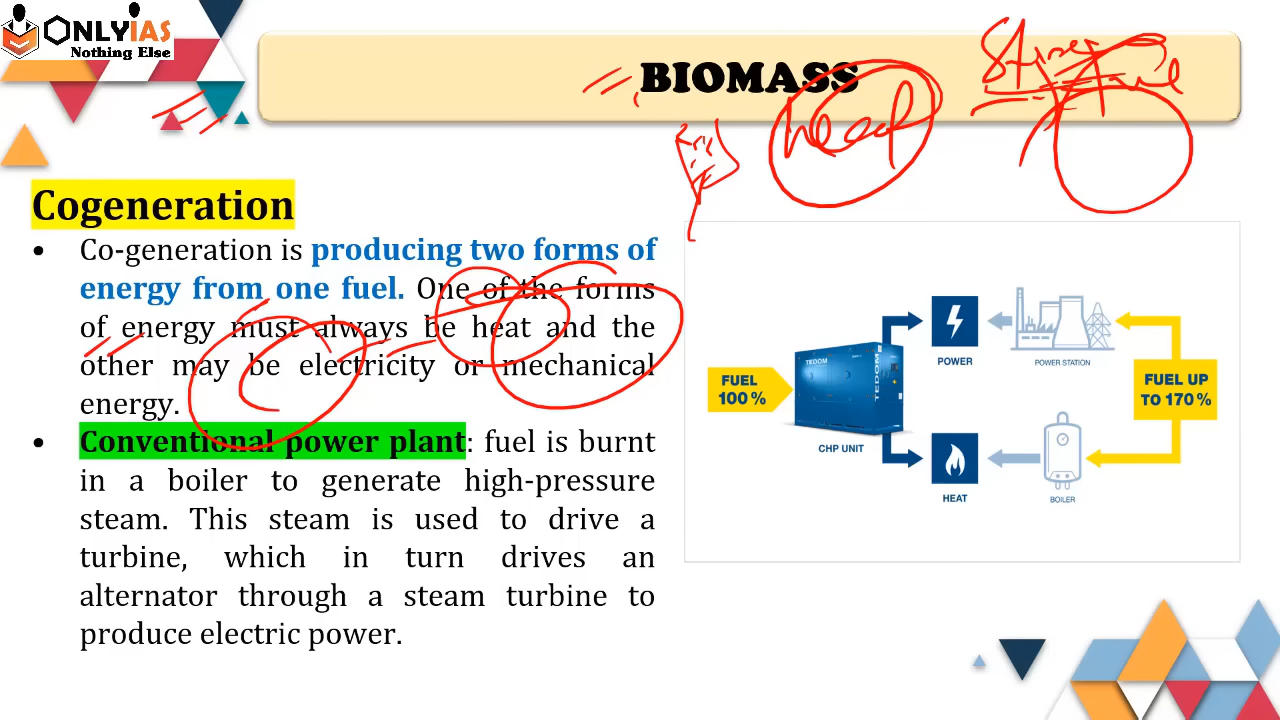 ONLYIAS
Nothing Else
BIOMASS
heat
Cogeneration
• Co-generation is producing two forms of
energy from one fuel. One of the forms
of energy must always be heat and the
other may be electricity or mechanical
energy.
• Conventional power plant: fuel is burnt
in a boiler to generate high-pressure
steam. This steam is used to drive a
turbine, which in turn drives an
alternator through a steam turbine to
produce electric power.
FUEL
100 %
TEDOM
TEDOM
CHP UNIT
POWER
POWER STATION
HEAT
BOILER
FUEL UP
TO 170 %